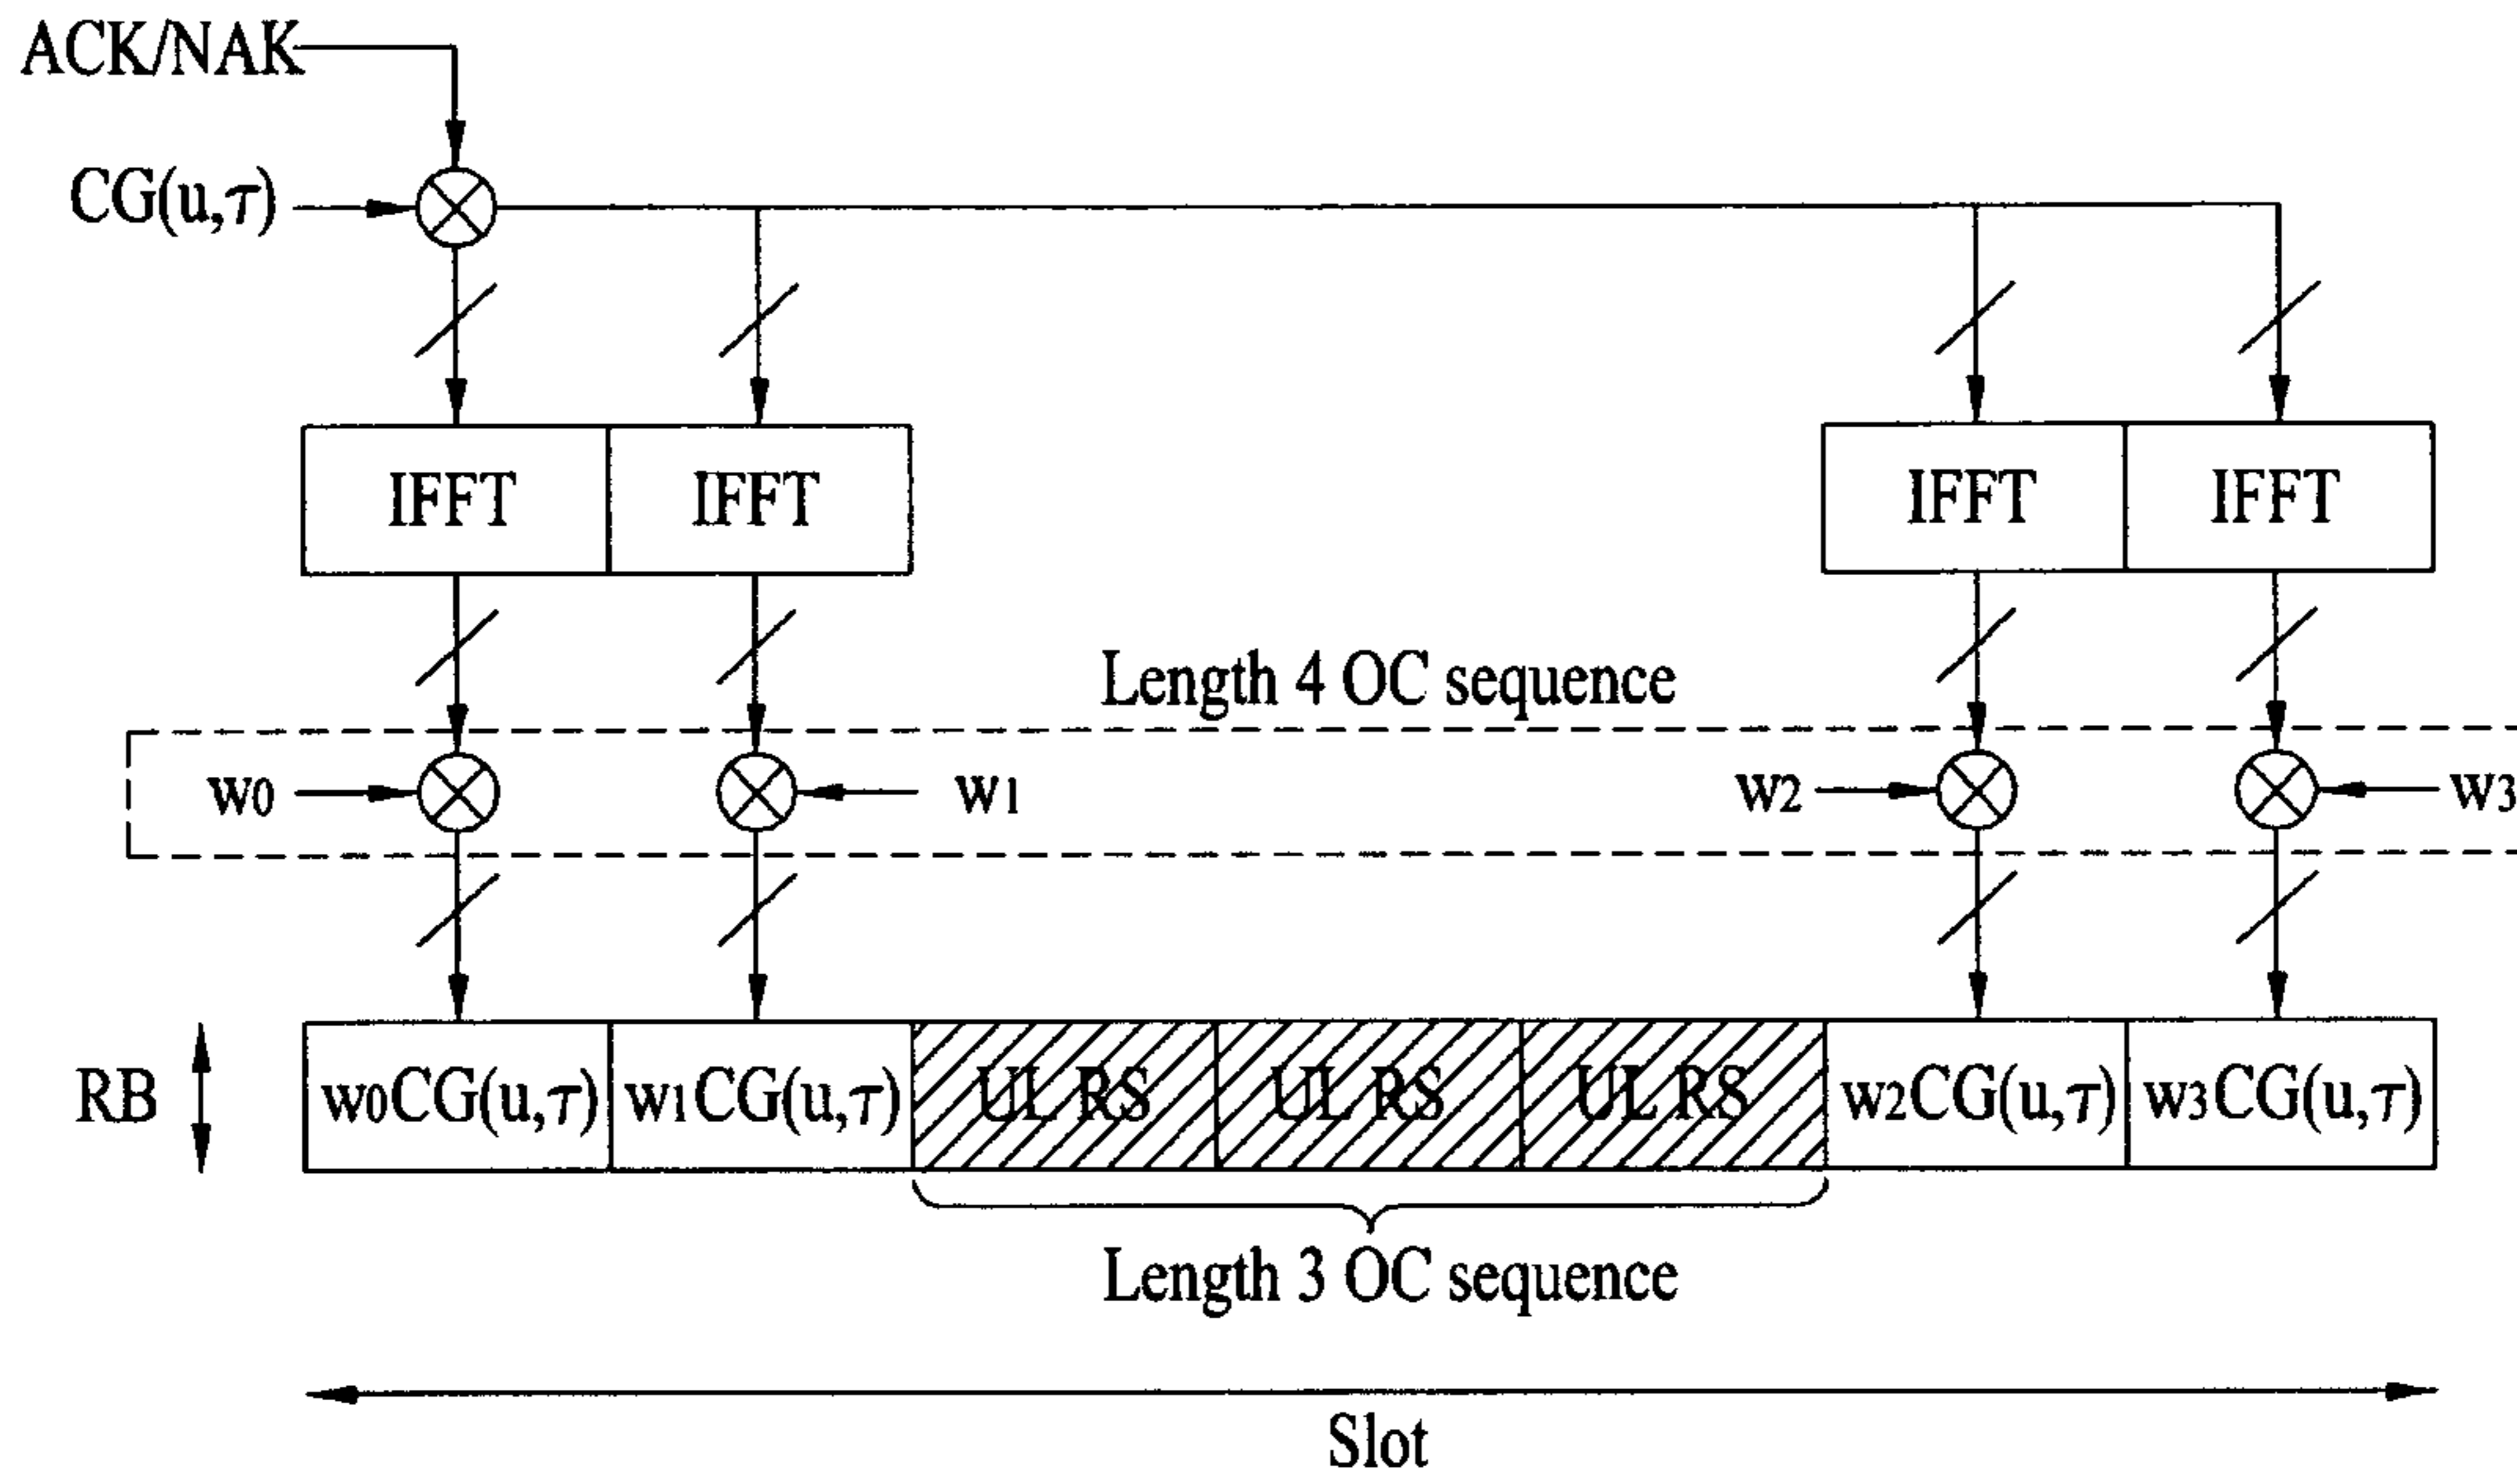 ACK/NAK
CG(u,τ)
IFFT IFFT IFFT IFFT
Length 4 OC sequence
w0 w1 w2 w3
RB w0CG(u,τ) w1CG(u,τ) UL RS UL RS UL RS w2CG(u,τ) w3CG(u,τ)
Length 3 OC sequence
Slot